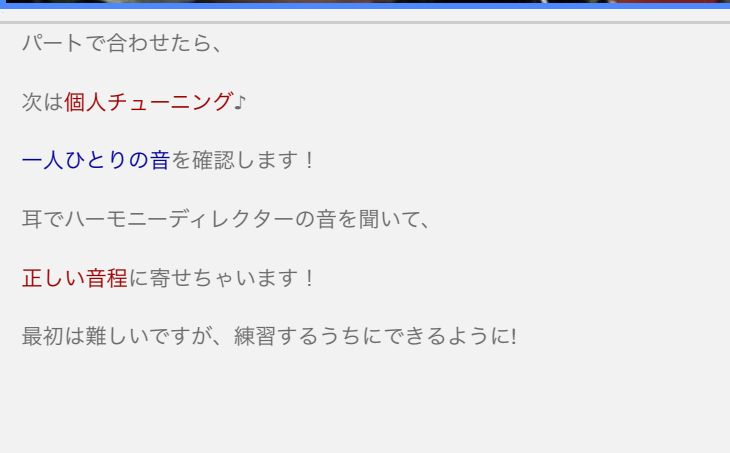 パートで合わせたら、
次は個人チューニング♪
一人ひとりの音を確認します！
耳でハーモニーディレクターの音を聞いて、
正しい音程に寄せちゃいます！
最初は難しいですが、練習するうちにできるように!